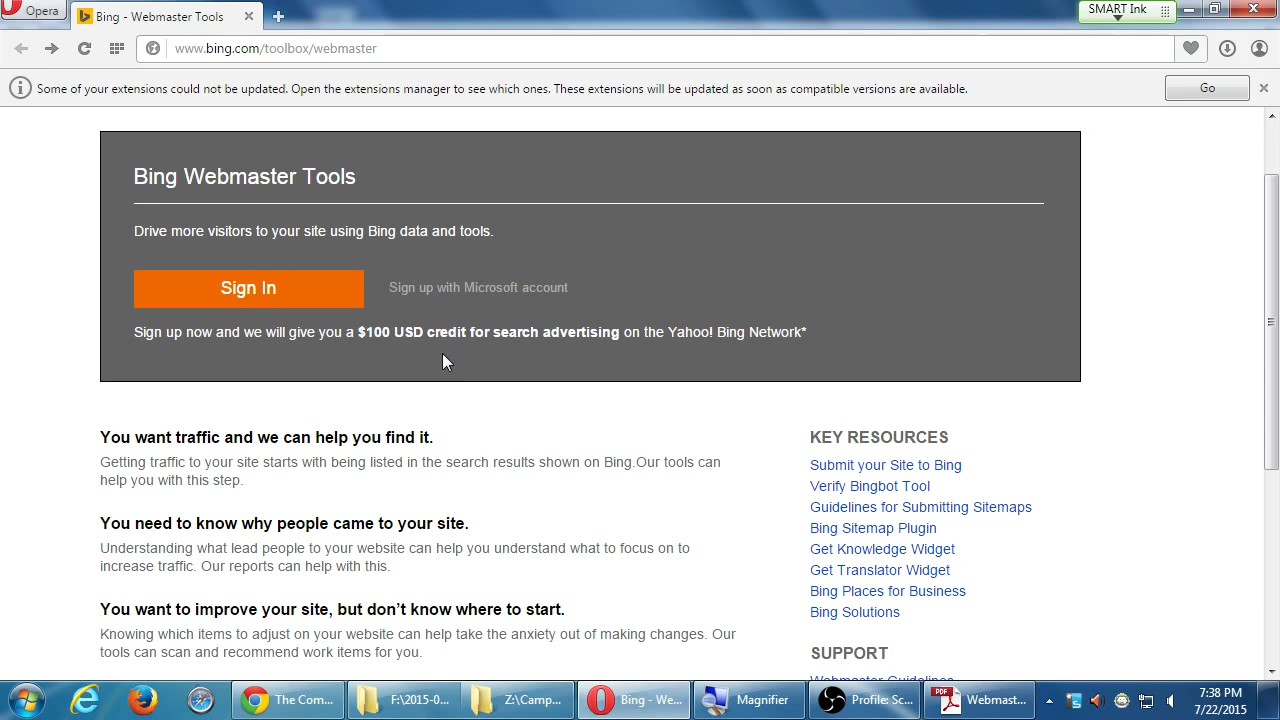 Opera
Bing - Webmaster Tools
SMART Ink
www.bing.com/toolbox/webmaster
Some of your extensions could not be updated. Open the extensions manager to see which ones. These extensions will be updated as soon as compatible versions are available.
Go
Bing Webmaster Tools
Drive more visitors to your site using Bing data and tools.
Sign In
Sign up with Microsoft account
Sign up now and we will give you a $100 USD credit for search advertising on the Yahoo! Bing Network*
You want traffic and we can help you find it.
Getting traffic to your site starts with being listed in the search results shown on Bing.Our tools can
help you with this step.
You need to know why people came to your site.
Understanding what lead people to your website can help you understand what to focus on to
increase traffic. Our reports can help with this.
You want to improve your site, but don’t know where to start.
Knowing which items to adjust on your website can help take the anxiety out of making changes. Our
tools can scan and recommend work items for you.
KEY RESOURCES
Submit your Site to Bing
Verify Bingbot Tool
Guidelines for Submitting Sitemaps
Bing Sitemap Plugin
Get Knowledge Widget
Get Translator Widget
Bing Places for Business
Bing Solutions
SUPPORT
Webmaster Guidelines
The Com...
F:\2015-0...
Z:\Camp...
Bing - We...
Magnifier
Profile: Sc...
PDF
Webmast...
7:38 PM
7/22/2015